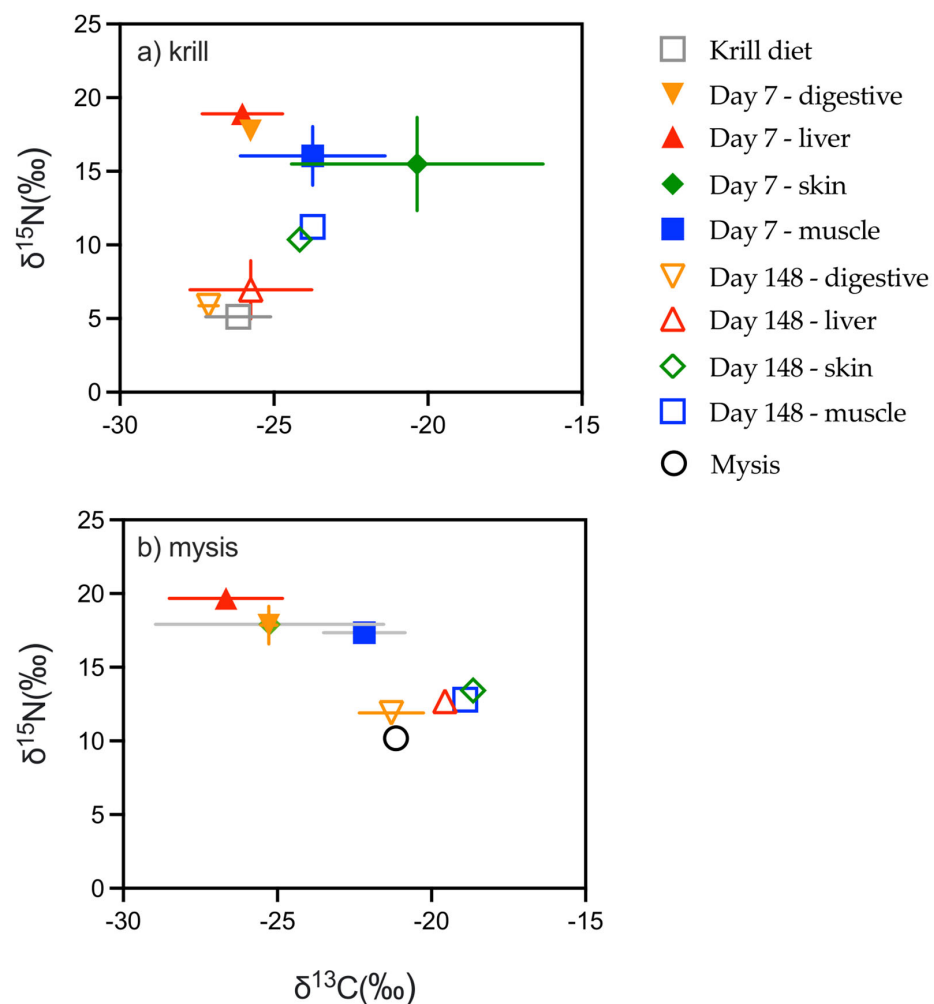 a) krill
δ15N(‰)
25
20
15
10
5
0
-30
-25
-20
-15
Krill diet
Day 7 - digestive
Day 7 - liver
Day 7 - skin
Day 7 - muscle
Day 148 - digestive
Day 148 - liver
Day 148 - skin
Day 148 - muscle
Mysis
b) mysis
δ15N(‰)
25
20
15
10
5
0
-30
-25
-20
-15
δ13C(‰)